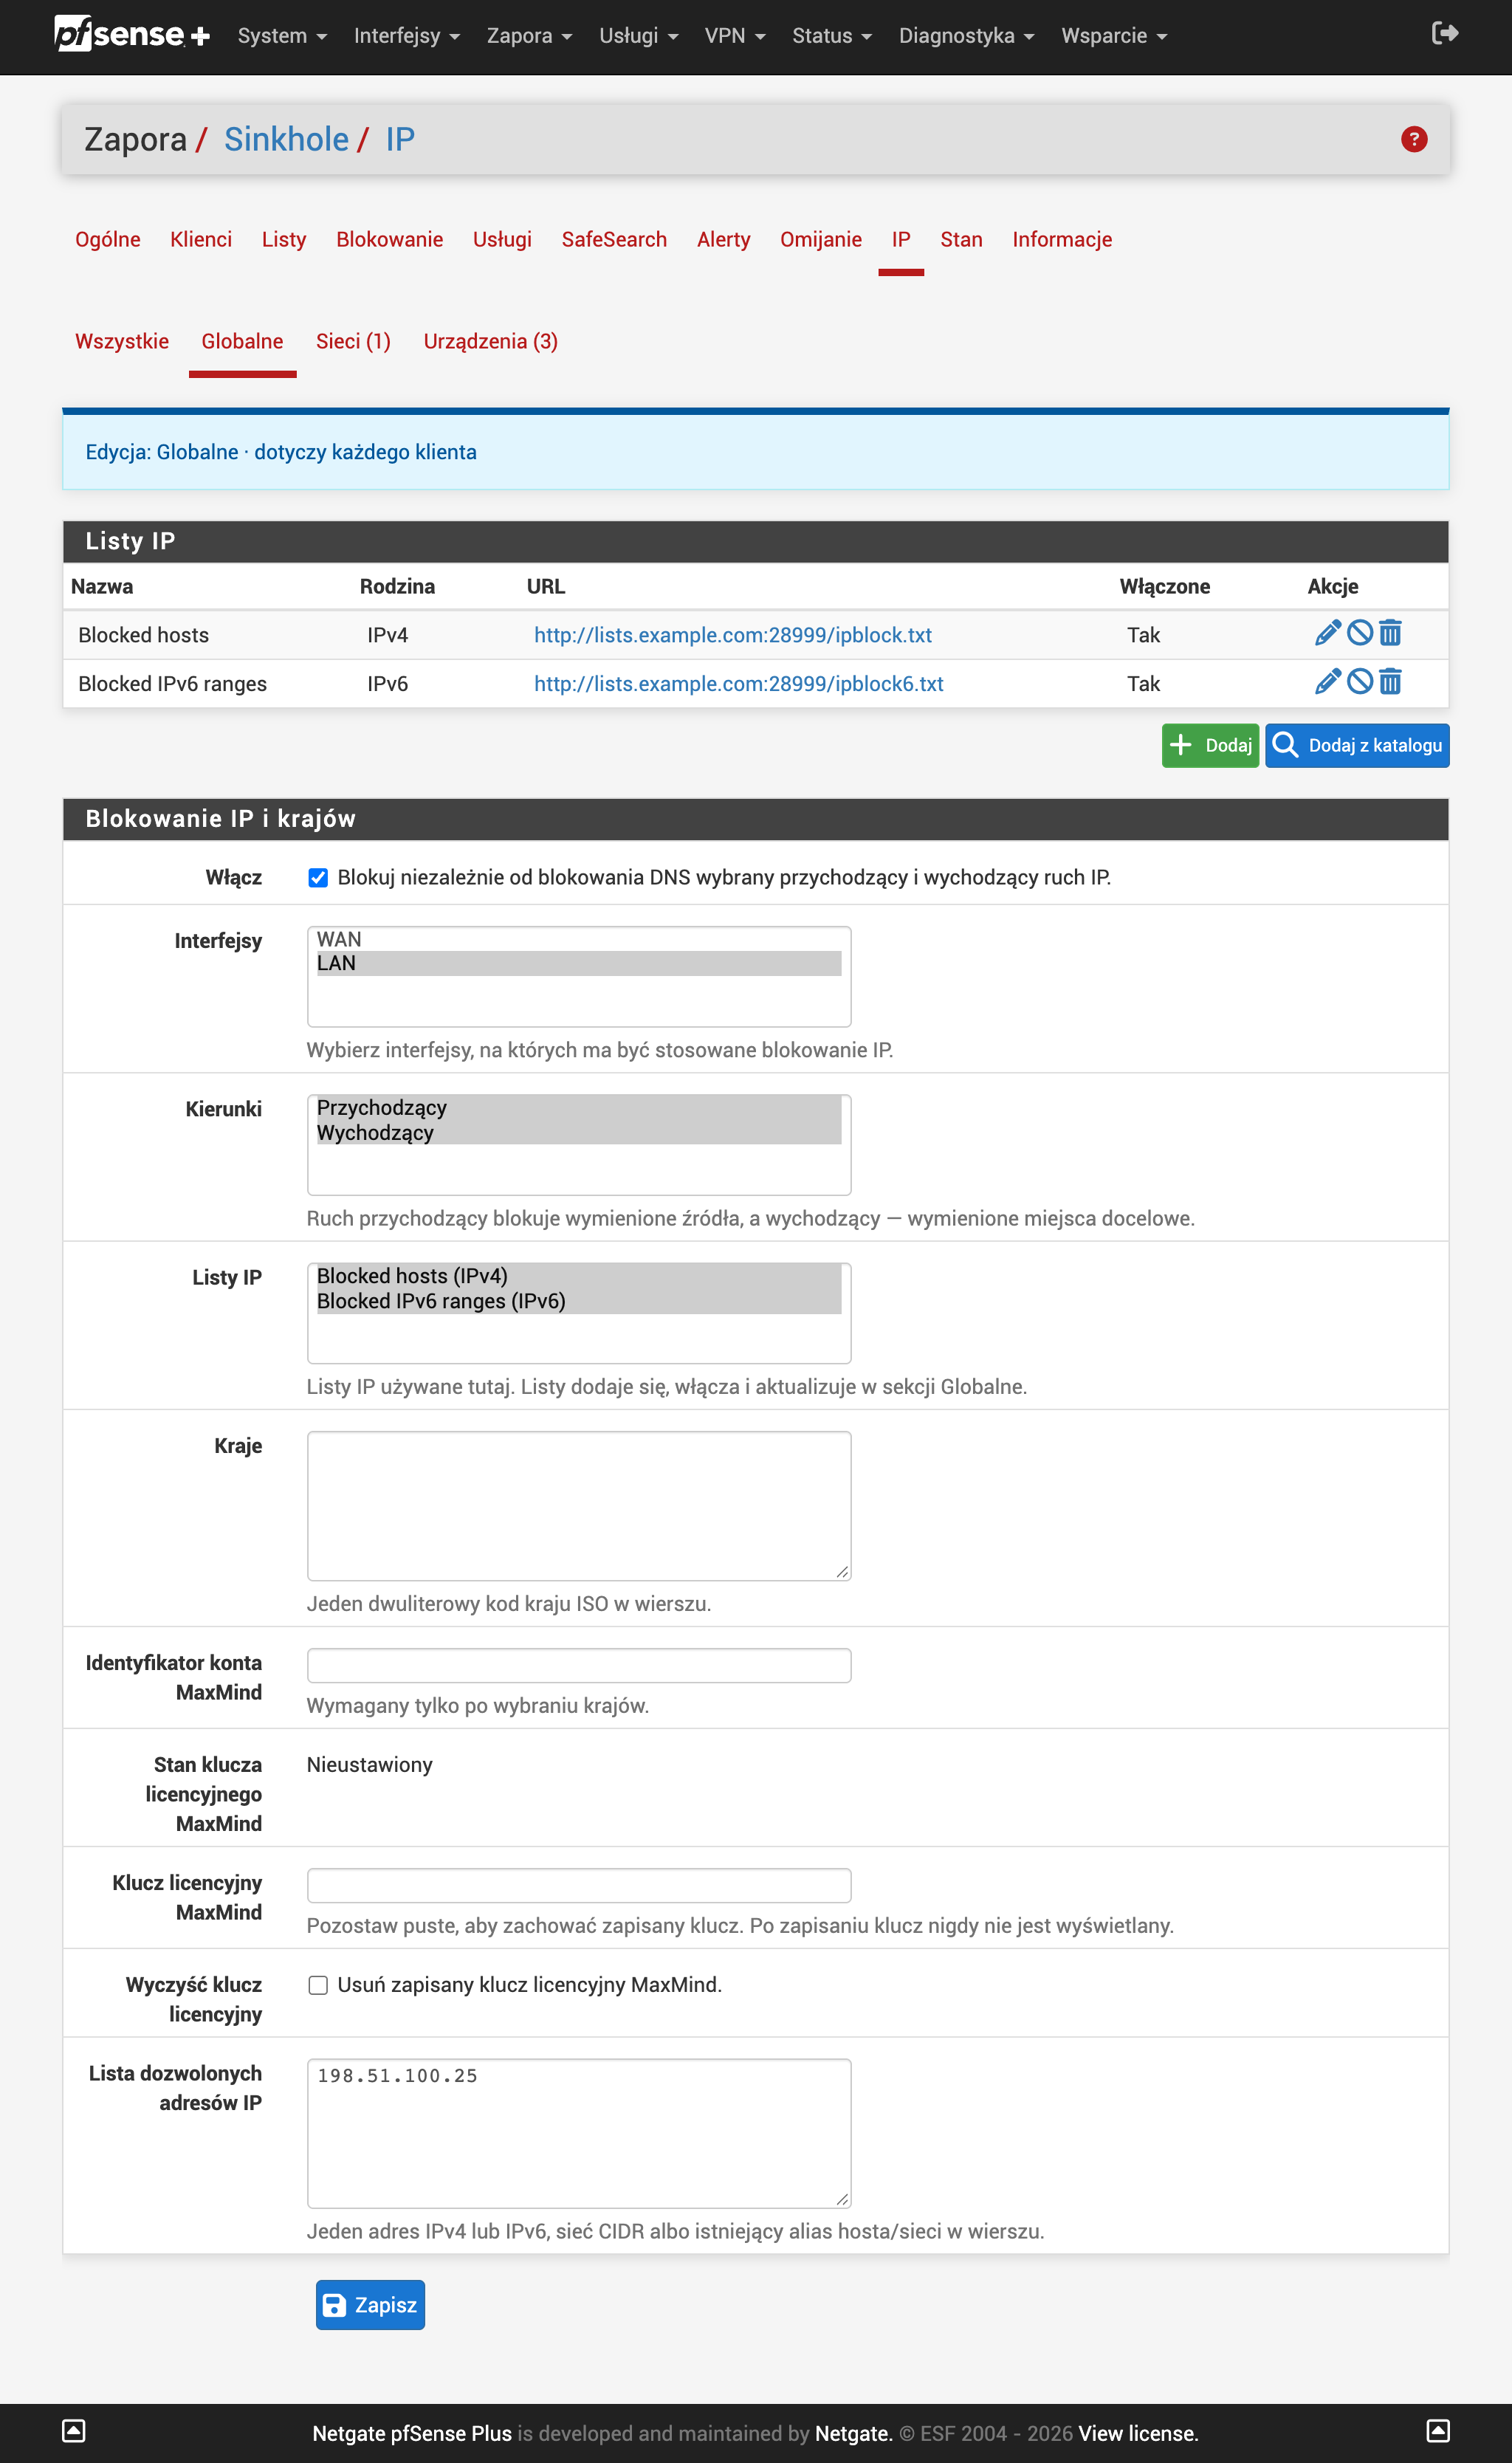 pfsense +
System
Interfejsy
Zapora
Usługi
VPN
Status
Diagnostyka
Wsparcie
Zapora / Sinkhole / IP
?
Ogólne
Klienci
Listy
Blokowanie
Usługi
SafeSearch
Alerty
Omijanie
IP
Stan
Informacje
Wszystkie
Globalne
Sieci (1)
Urządzenia (3)
Edycja: Globalne · dotyczy każdego klienta
Listy IP
Nazwa Rodzina URL Włączone Akcje
Blocked hosts IPv4 http://lists.example.com:28999/ipblock.txt Tak
Blocked IPv6 ranges IPv6 http://lists.example.com:28999/ipblock6.txt Tak
Dodaj
Dodaj z katalogu
Blokowanie IP i krajów
Włącz
Blokuj niezależnie od blokowania DNS wybrany przychodzący i wychodzący ruch IP.
Interfejsy
WAN
LAN
Wybierz interfejsy, na których ma być stosowane blokowanie IP.
Kierunki
Przychodzący
Wychodzący
Ruch przychodzący blokuje wymienione źródła, a wychodzący — wymienione miejsca docelowe.
Listy IP
Blocked hosts (IPv4)
Blocked IPv6 ranges (IPv6)
Listy IP używane tutaj. Listy dodaje się, włącza i aktualizuje w sekcji Globalne.
Kraje
Jeden dwuliterowy kod kraju ISO w wierszu.
Identyfikator konta
MaxMind
Wymagany tylko po wybraniu krajów.
Stan klucza
licencyjnego
MaxMind
Nieustawiony
Klucz licencyjny
MaxMind
Pozostaw puste, aby zachować zapisany klucz. Po zapisaniu klucz nigdy nie jest wyświetlany.
Wyczyść klucz
licencyjny
Usuń zapisany klucz licencyjny MaxMind.
Lista dozwolonych
adresów IP
198.51.100.25
Jeden adres IPv4 lub IPv6, sieć CIDR albo istniejący alias hosta/sieci w wierszu.
Zapisz
Netgate pfSense Plus is developed and maintained by Netgate. © ESF 2004 - 2026 View license.